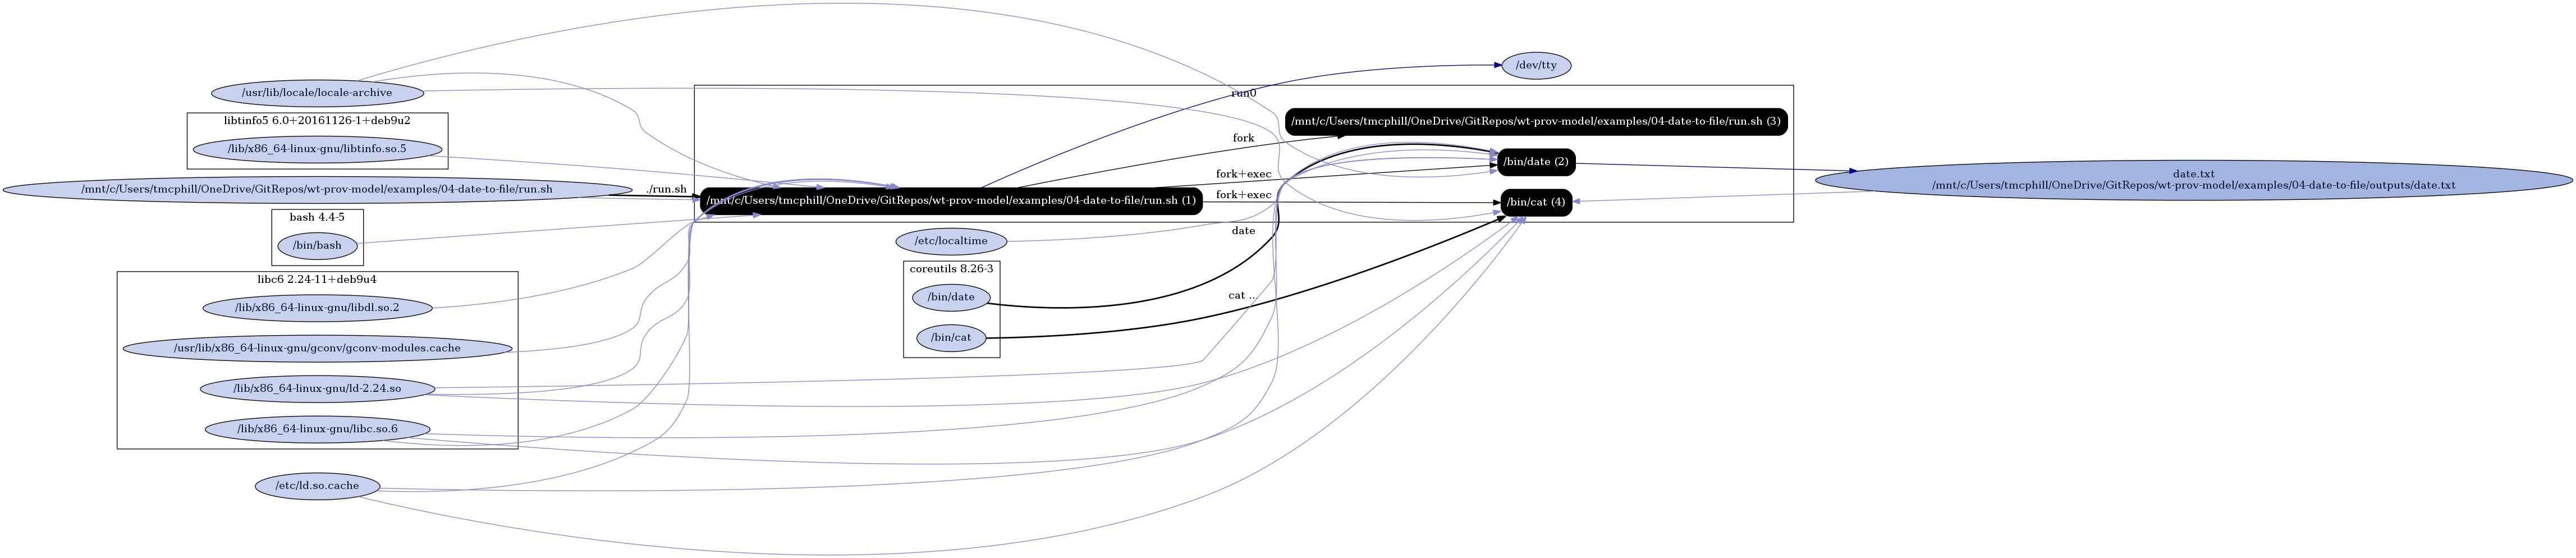 /dev/tty
/usr/lib/locale/locale-archive
run0
libtinfo5 6.0+20161126-1+deb9u2
/mnt/c/Users/tmcphill/OneDrive/GitRepos/wt-prov-model/examples/04-date-to-file/run.sh (3)
fork
/lib/x86_64-linux-gnu/libtinfo.so.5
/bin/date (2)
date.txt
/mnt/c/Users/tmcphill/OneDrive/GitRepos/wt-prov-model/examples/04-date-to-file/outputs/date.txt
fork+exec
/mnt/c/Users/tmcphill/OneDrive/GitRepos/wt-prov-model/examples/04-date-to-file/run.sh
./run.sh
fork+exec
/mnt/c/Users/tmcphill/OneDrive/GitRepos/wt-prov-model/examples/04-date-to-file/run.sh (1)
/bin/cat (4)
bash 4.4-5
/bin/bash
date
/etc/localtime
coreutils 8.26-3
libc6 2.24-11+deb9u4
/bin/date
cat ...
/lib/x86_64-linux-gnu/libdl.so.2
/bin/cat
/usr/lib/x86_64-linux-gnu/gconv/gconv-modules.cache
/lib/x86_64-linux-gnu/ld-2.24.so
/lib/x86_64-linux-gnu/libc.so.6
/etc/ld.so.cache